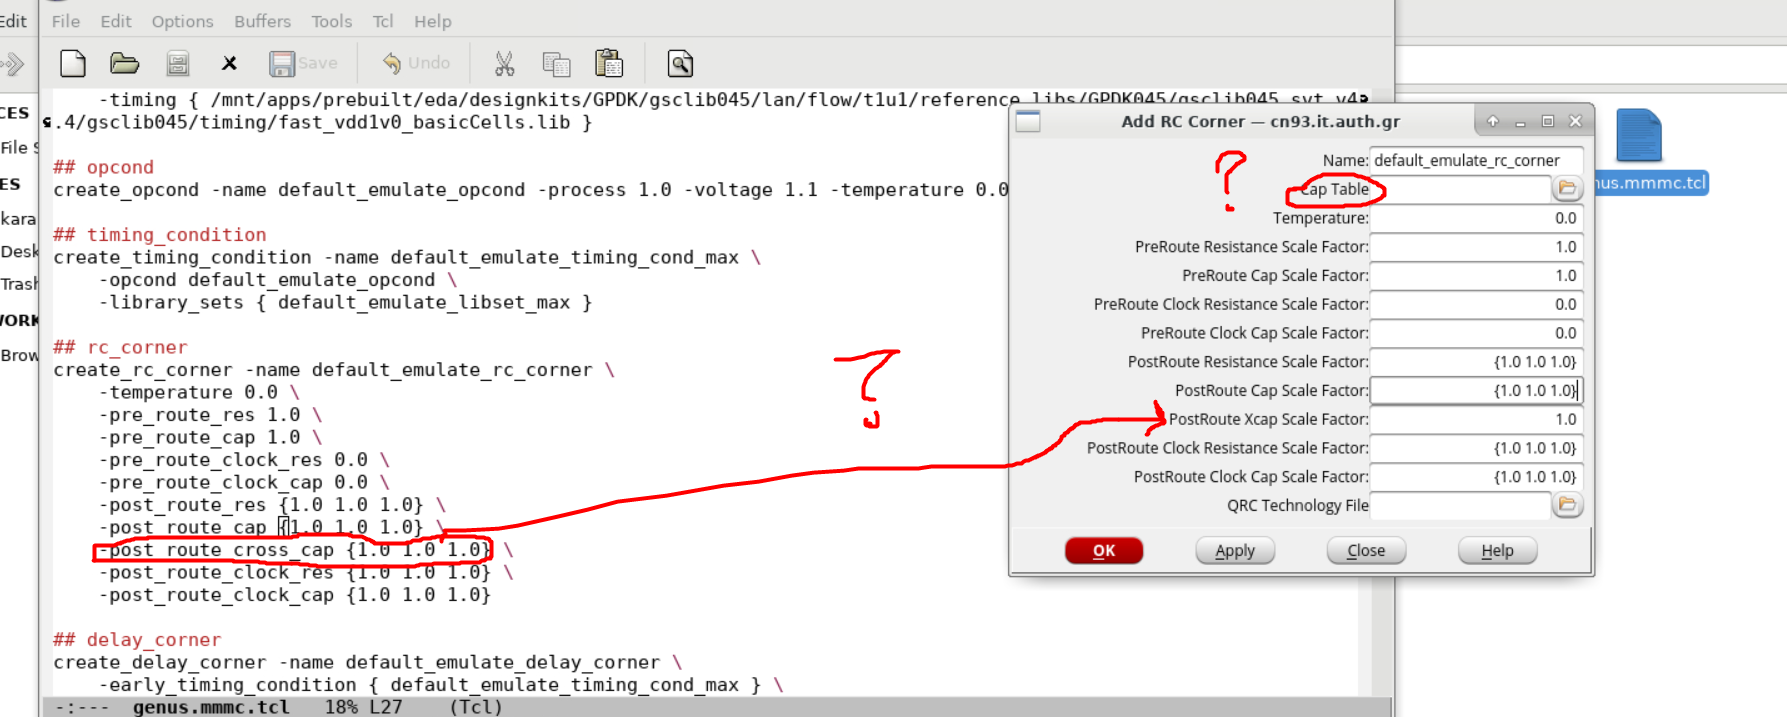 Edit
File Edit Options Buffers Tools Tcl Help
Save Undo
-timing { /mnt/apps/prebuilt/eda/designkits/GPDK/gsclib045/lan/flow/t1u1/reference_libs/GPDK045/gsclib045_svt_v4
.4/gsclib045/timing/fast_vdd1v0_basicCells.lib }
## opcond
create_opcond -name default_emulate_opcond -process 1.0 -voltage 1.1 -temperature 0.0
## timing_condition
create_timing_condition -name default_emulate_timing_cond_max \
-opcond default_emulate_opcond \
-library_sets { default_emulate_libset_max }
## rc_corner
create_rc_corner -name default_emulate_rc_corner \
-temperature 0.0 \
-pre_route_res 1.0 \
-pre_route_cap 1.0 \
-pre_route_clock_res 0.0 \
-pre_route_clock_cap 0.0 \
-post_route_res {1.0 1.0 1.0} \
-post_route_cap {1.0 1.0 1.0} \
-post_route_cross_cap {1.0 1.0 1.0} \
-post_route_clock_res {1.0 1.0 1.0} \
-post_route_clock_cap {1.0 1.0 1.0}
## delay_corner
create_delay_corner -name default_emulate_delay_corner \
-early_timing_condition { default_emulate_timing_cond_max } \
-:--- genus.mmmc.tcl 18% L27 (Tcl)
?
Add RC Corner — cn93.it.auth.gr
Name: default_emulate_rc_corner
? Cap Table
Temperature: 0.0
PreRoute Resistance Scale Factor: 1.0
PreRoute Cap Scale Factor: 1.0
PreRoute Clock Resistance Scale Factor: 0.0
PreRoute Clock Cap Scale Factor: 0.0
PostRoute Resistance Scale Factor: {1.0 1.0 1.0}
PostRoute Cap Scale Factor: {1.0 1.0 1.0}
PostRoute Xcap Scale Factor: 1.0
PostRoute Clock Resistance Scale Factor: {1.0 1.0 1.0}
PostRoute Clock Cap Scale Factor: {1.0 1.0 1.0}
QRC Technology File
OK Apply Close Help
nus.mmmc.tcl
CES
File S
ES
kara
Desk
Trash
WORK
Brow